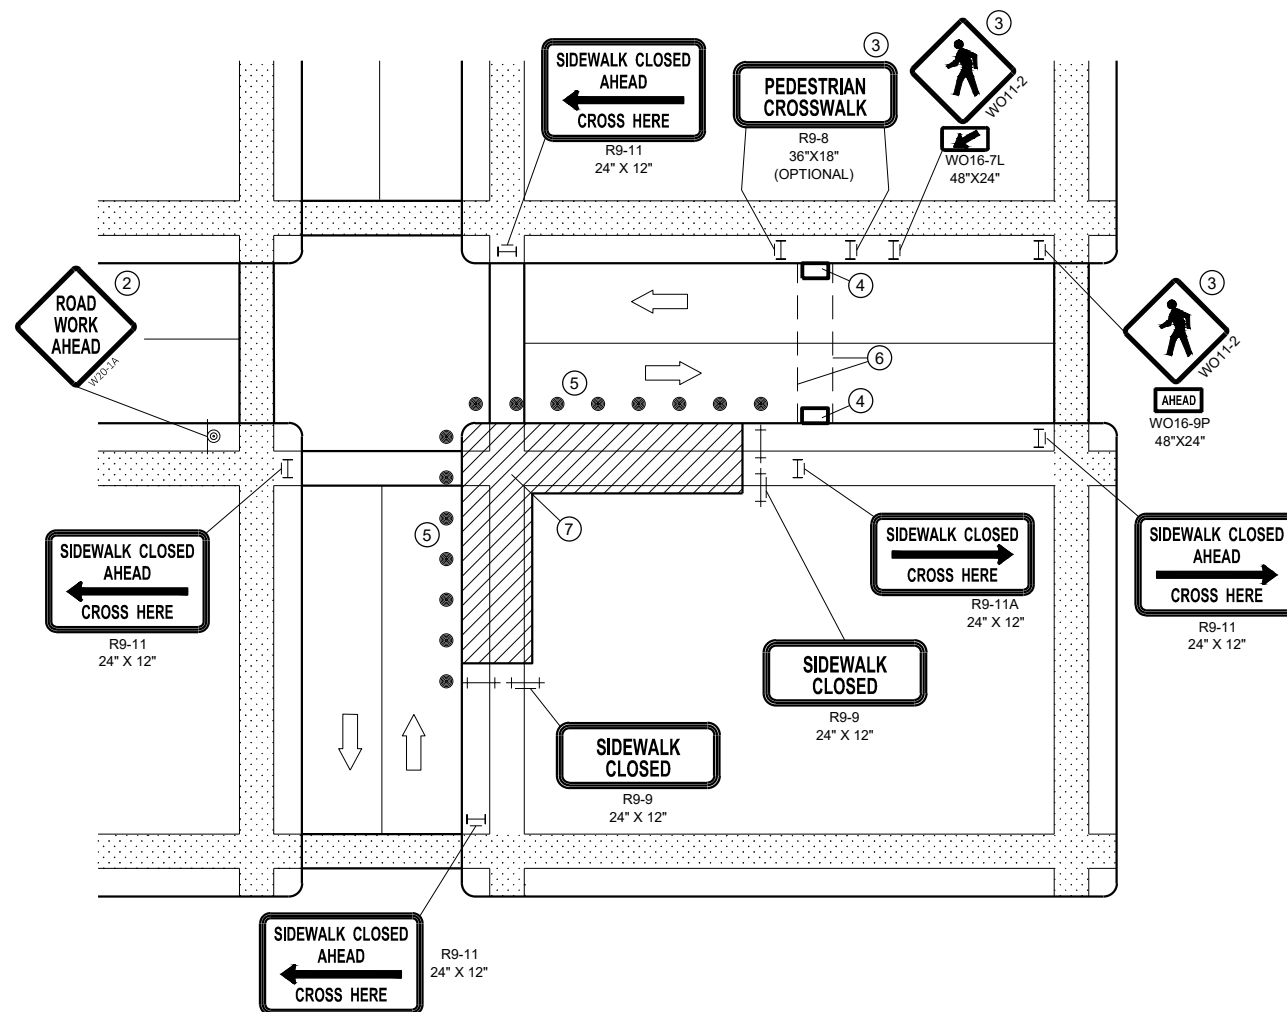 SIDEWALK CLOSED
AHEAD
CROSS HERE
R9-11
24" X 12"
3
PEDESTRIAN
CROSSWALK
R9-8
36"X18"
(OPTIONAL)
3
WO11-2
WO16-7L
48"X24"
2
ROAD
WORK
AHEAD
W20-1A
4
6
5
4
3
WO11-2
AHEAD
WO16-9P
48"X24"
SIDEWALK CLOSED
AHEAD
CROSS HERE
R9-11
24" X 12"
5
7
SIDEWALK CLOSED
CROSS HERE
R9-11A
24" X 12"
SIDEWALK CLOSED
AHEAD
CROSS HERE
R9-11
24" X 12"
SIDEWALK
CLOSED
R9-9
24" X 12"
SIDEWALK
CLOSED
R9-9
24" X 12"
SIDEWALK CLOSED
AHEAD
CROSS HERE
R9-11
24" X 12"